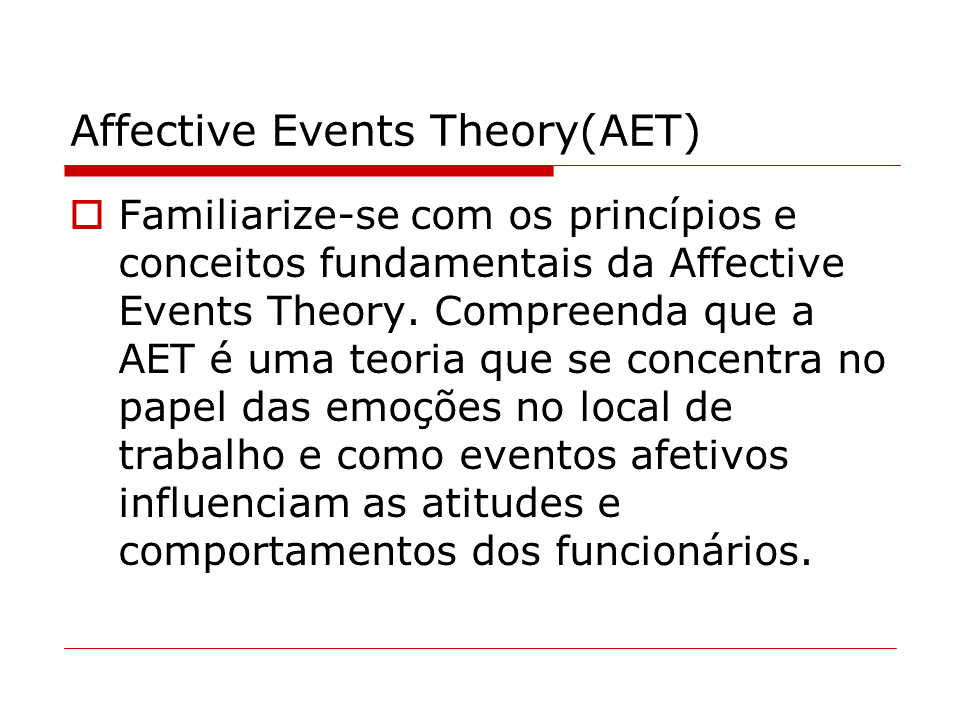 Affective Events Theory(AET)
Familiarize-se com os princípios e
conceitos fundamentais da Affective
Events Theory. Compreenda que a
AET é uma teoria que se concentra no
papel das emoções no local de
trabalho e como eventos afetivos
influenciam as atitudes e
comportamentos dos funcionários.